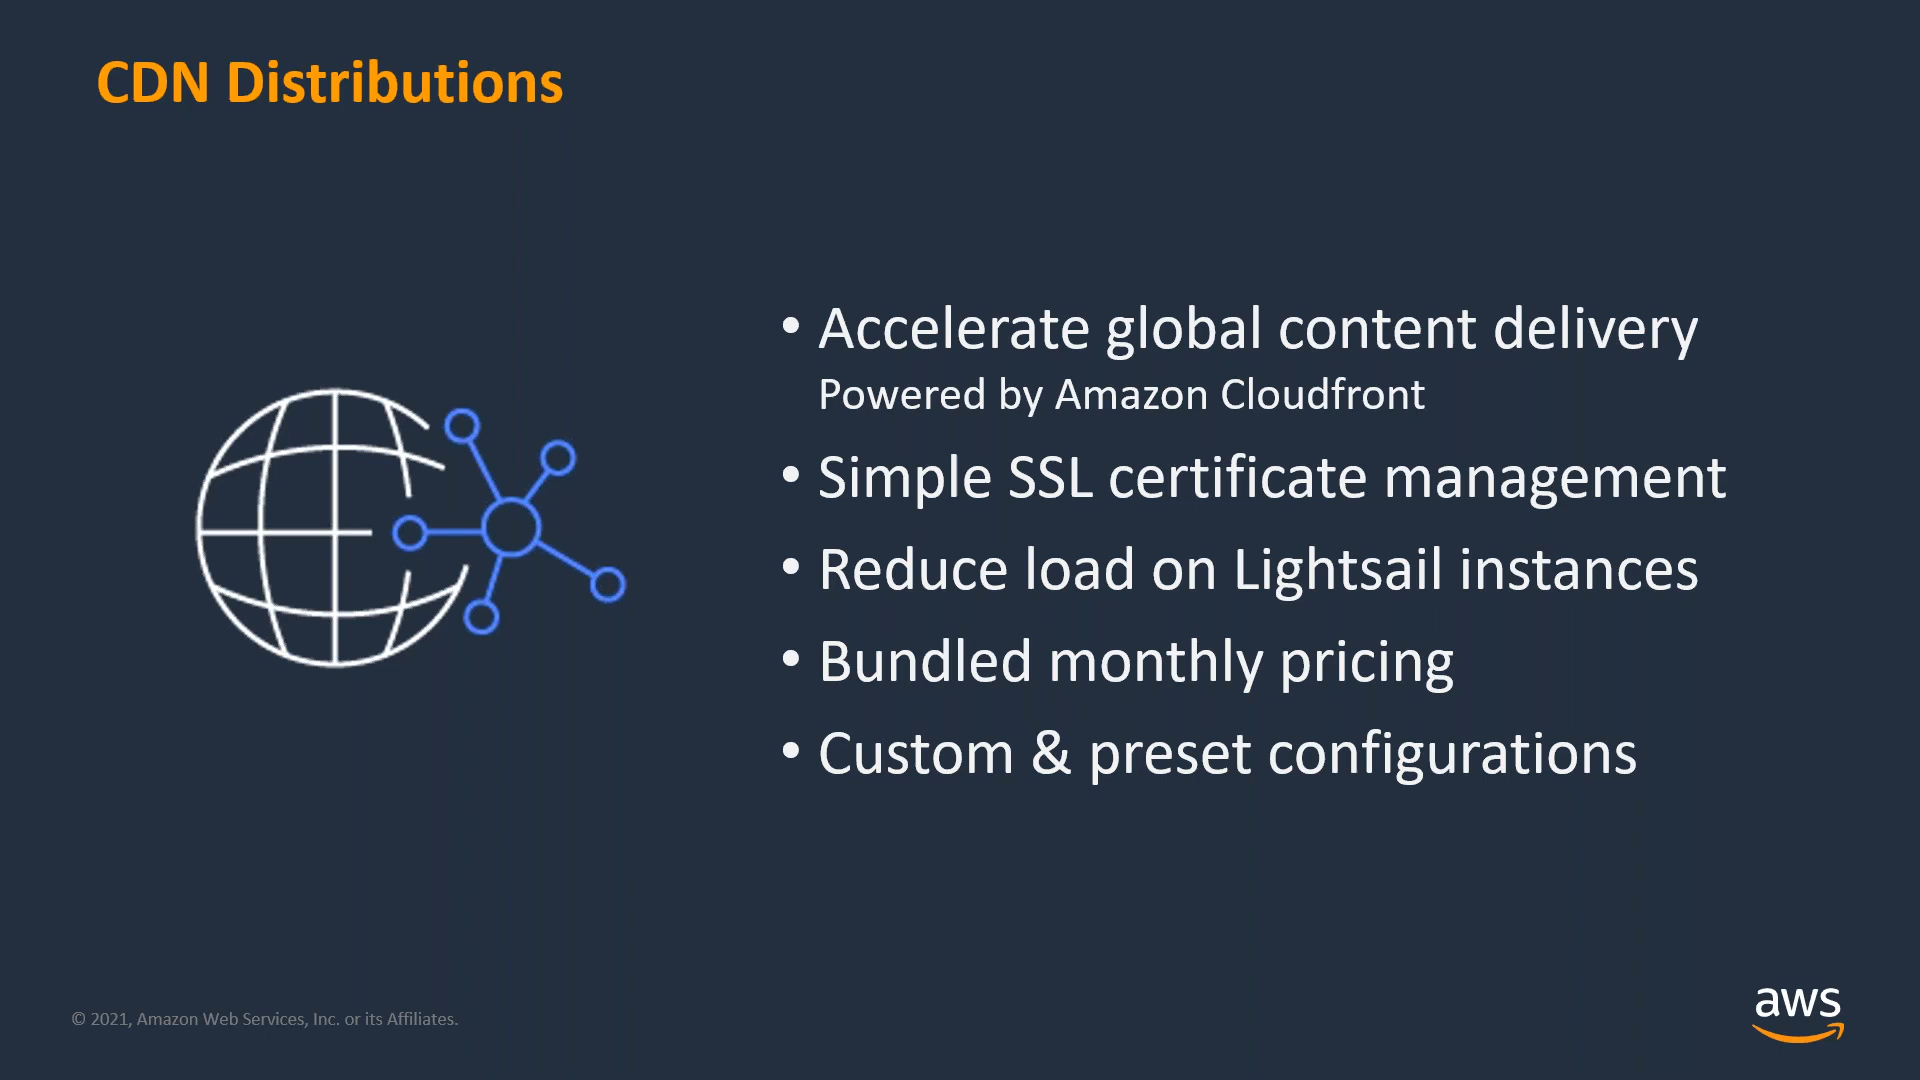 CDN Distributions
• Accelerate global content delivery
Powered by Amazon Cloudfront
• Simple SSL certificate management
• Reduce load on Lightsail instances
• Bundled monthly pricing
• Custom & preset configurations
© 2021, Amazon Web Services, Inc. or its Affiliates.
aws